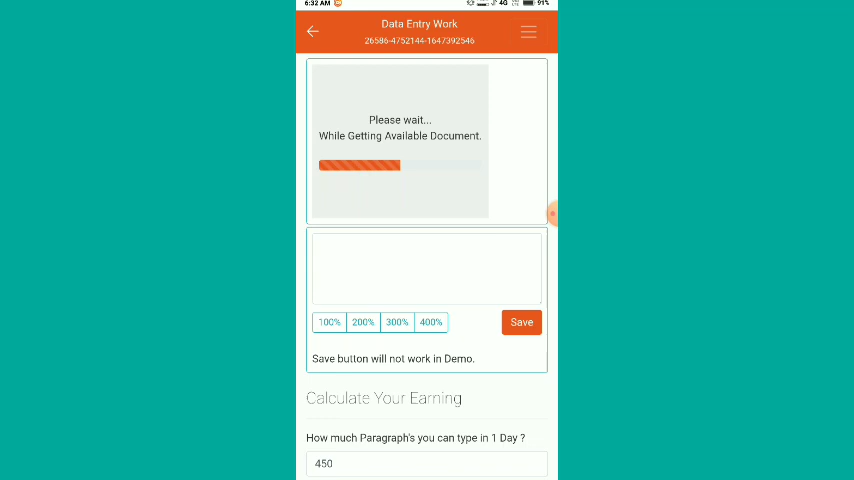 6:32 AM
4G 91%
Data Entry Work
26586-4752144-1647392546
Please wait...
While Getting Available Document.
100% 200% 300% 400% Save
Save button will not work in Demo.
Calculate Your Earning
How much Paragraph's you can type in 1 Day ?
450